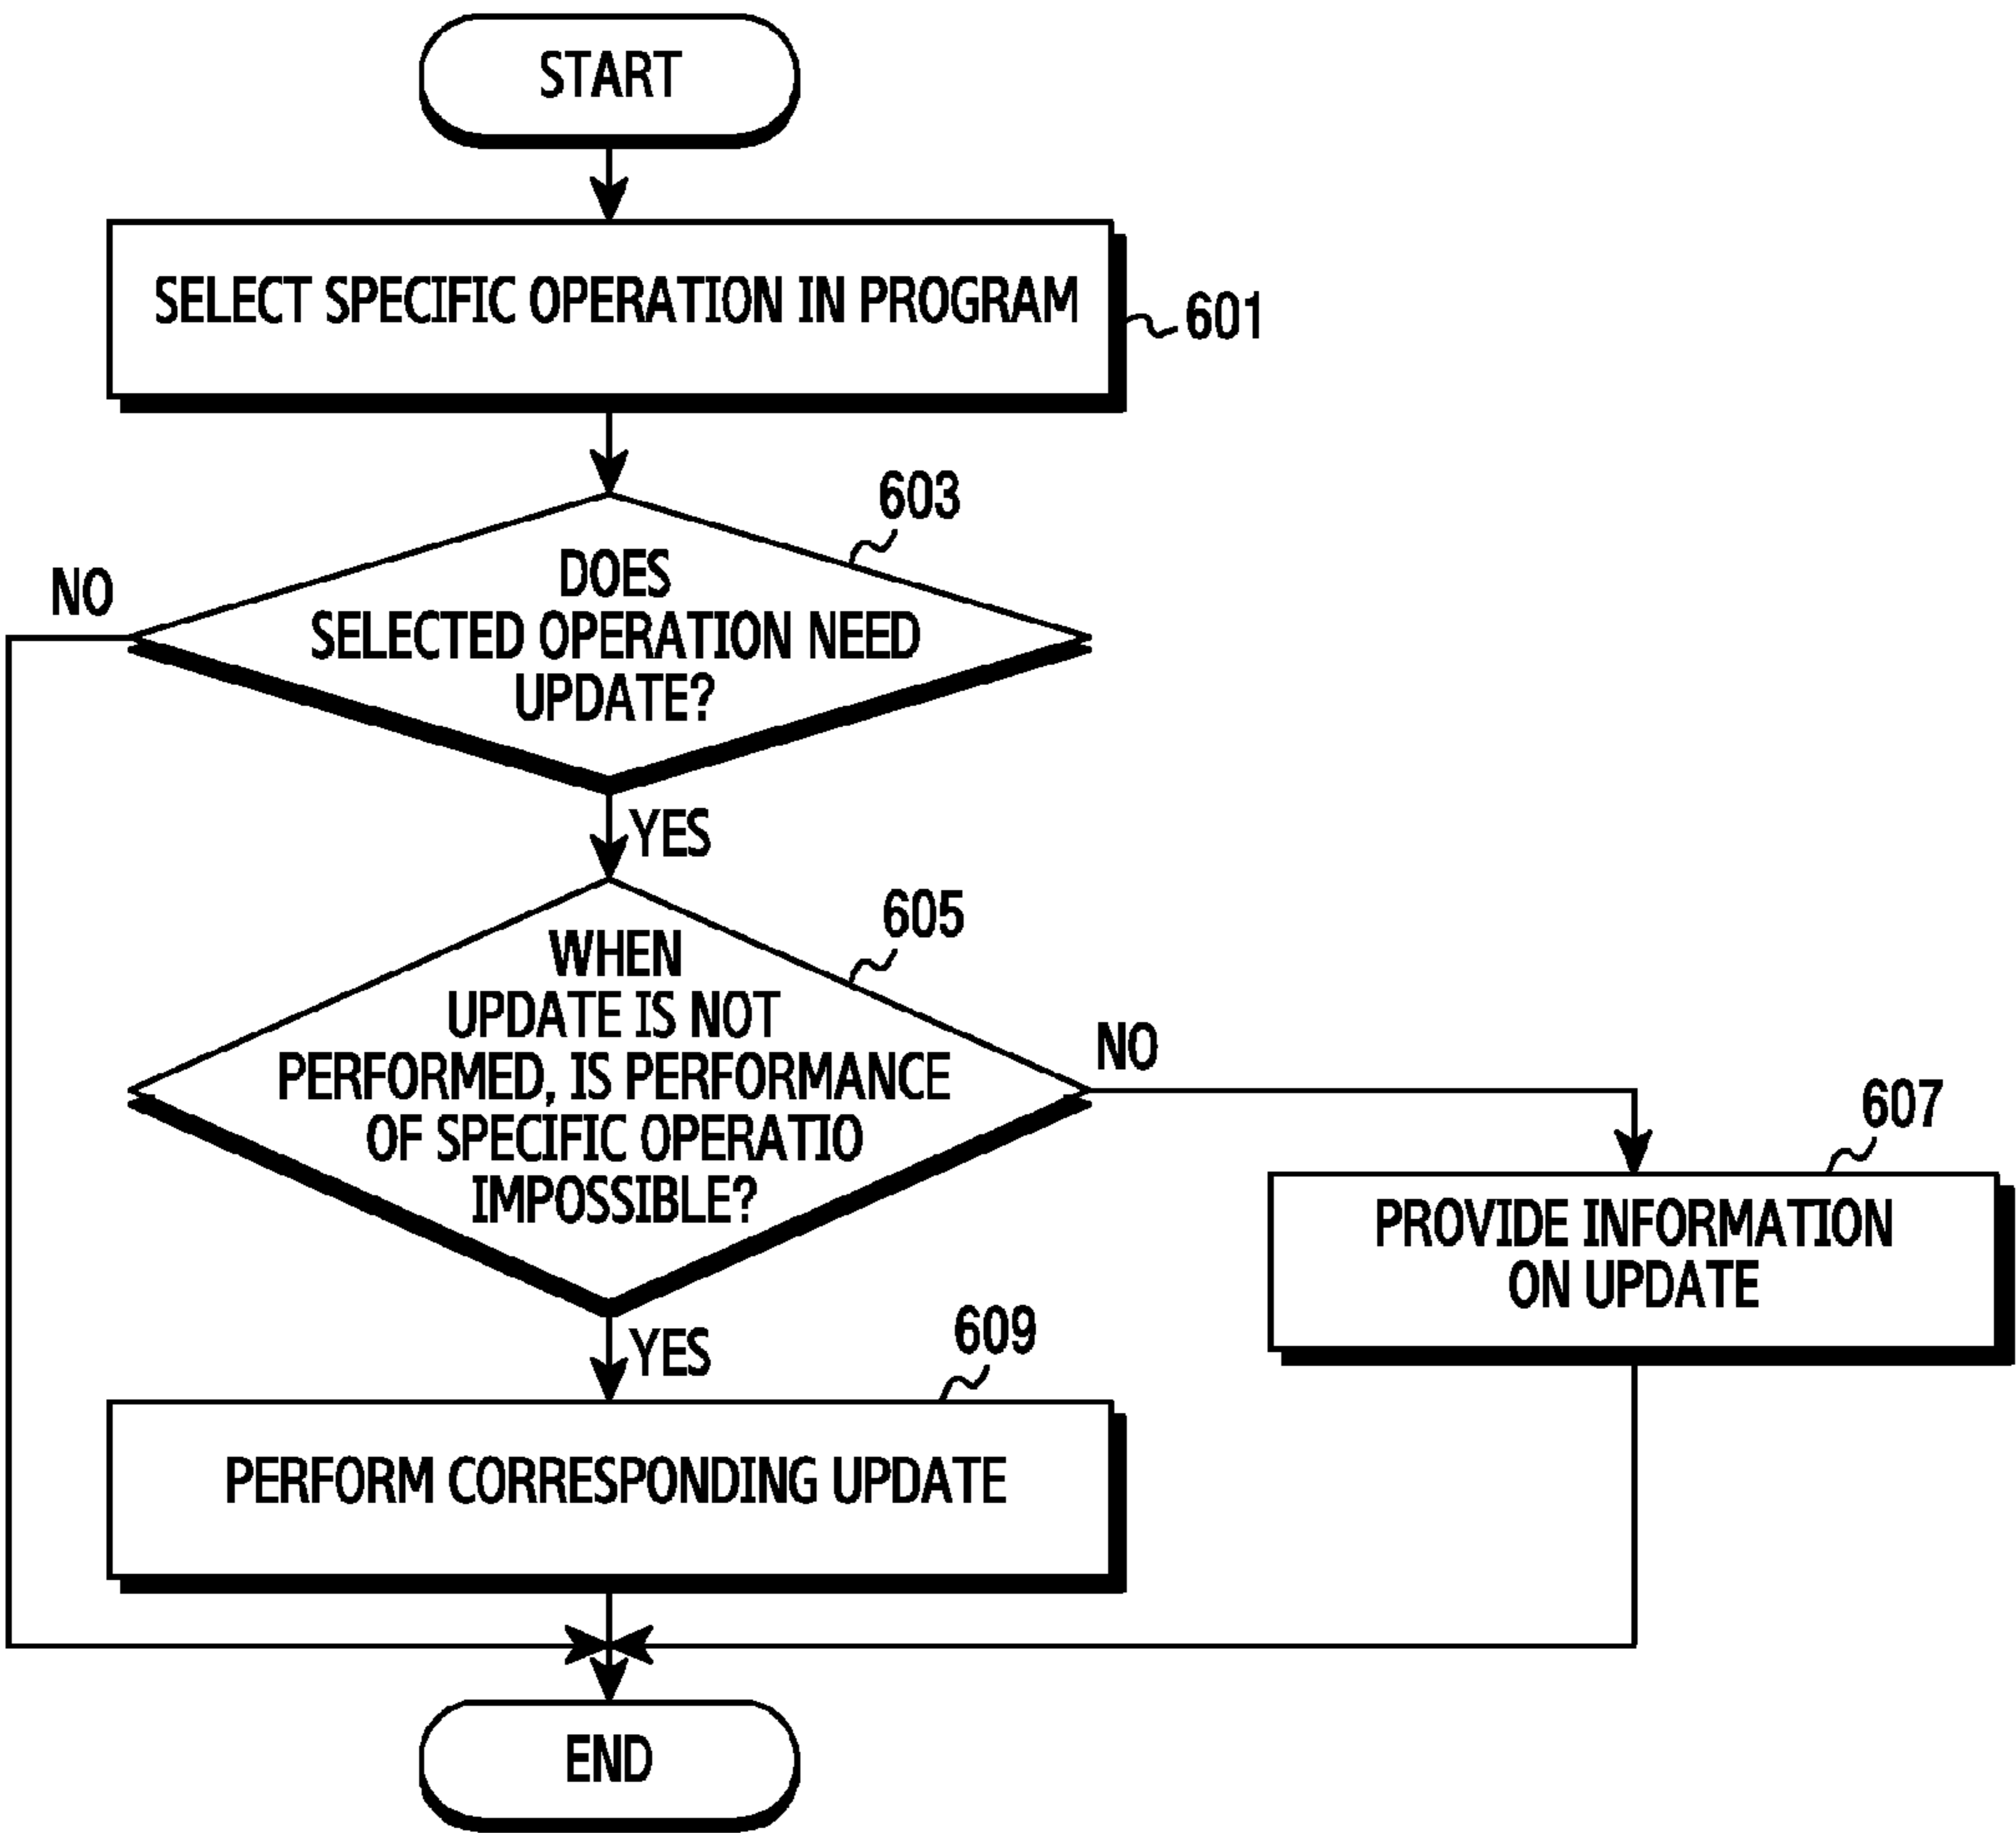 START
SELECT SPECIFIC OPERATION IN PROGRAM
601
603
DOES
SELECTED OPERATION NEED
UPDATE?
NO
YES
605
WHEN
UPDATE IS NOT
PERFORMED, IS PERFORMANCE
OF SPECIFIC OPERATIO
IMPOSSIBLE?
NO
607
PROVIDE INFORMATION
ON UPDATE
YES
609
PERFORM CORRESPONDING UPDATE
END